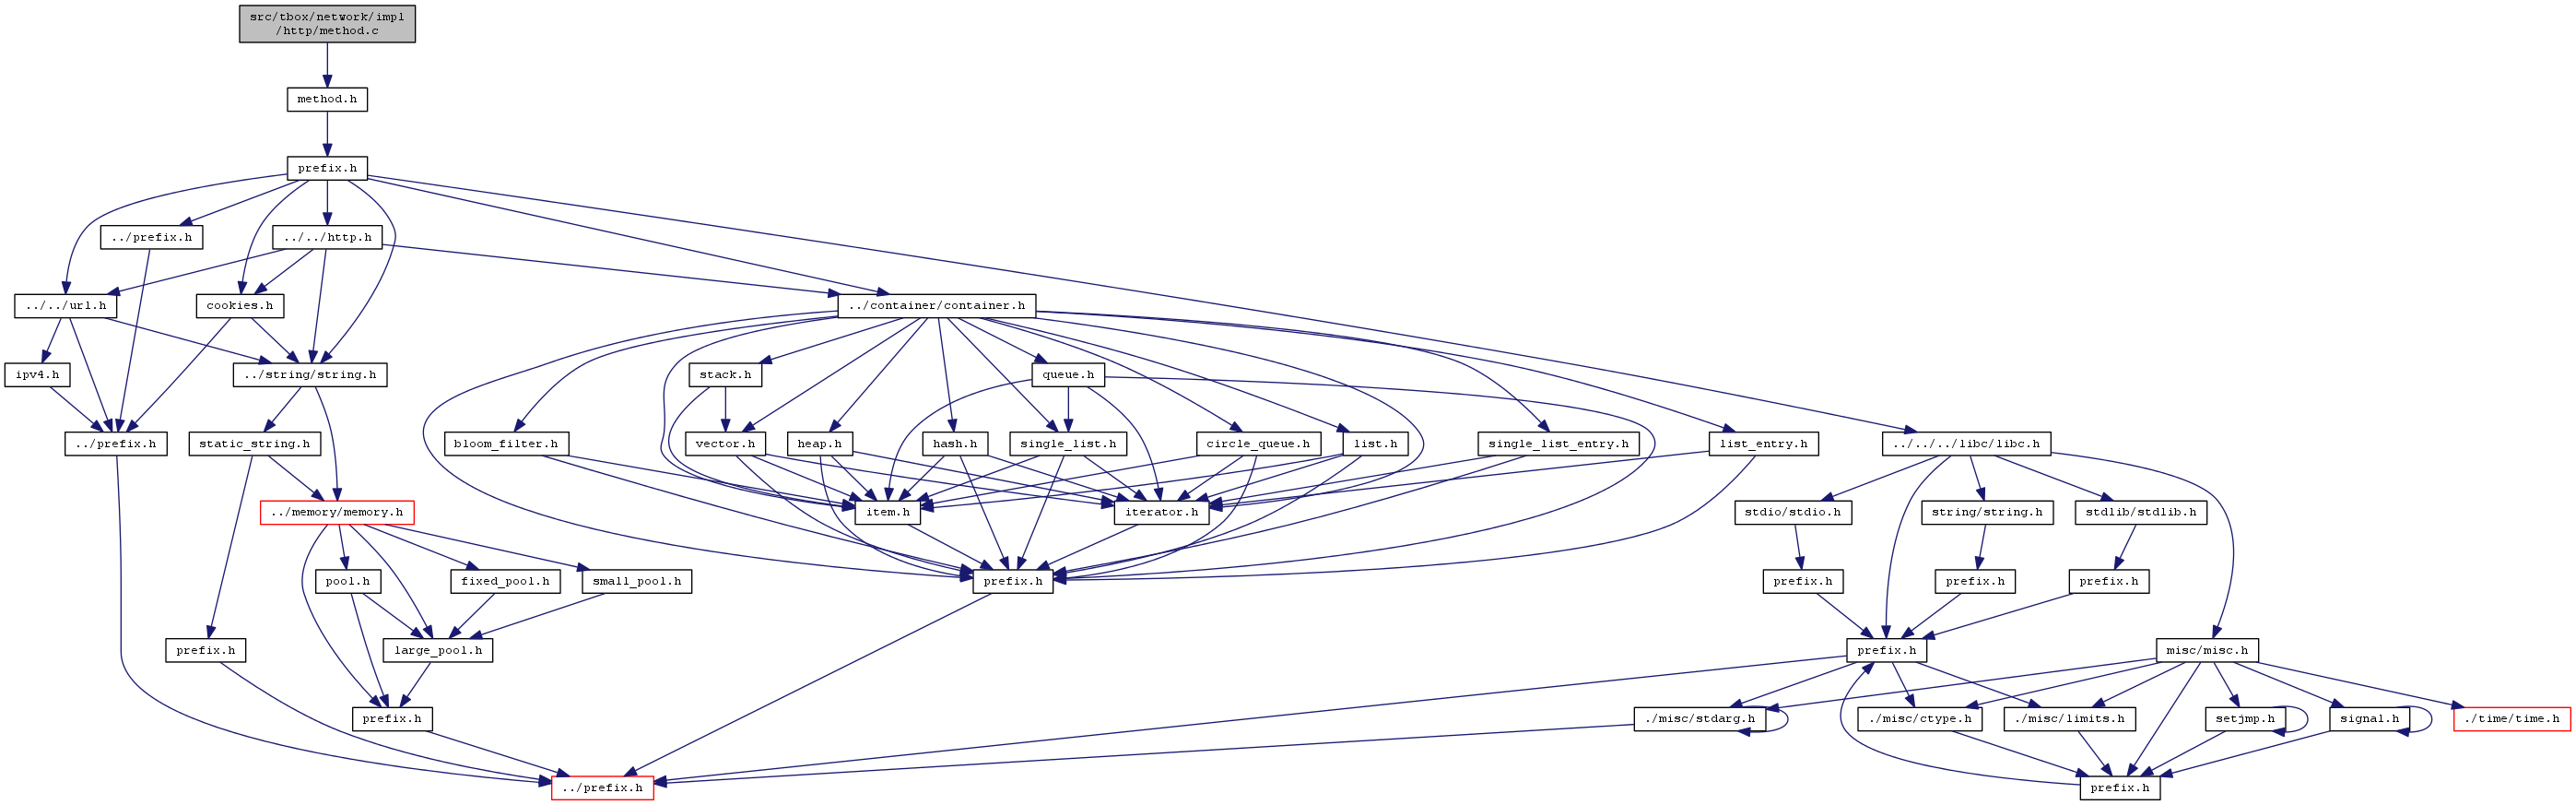 src/tbox/network/impl
/http/method.c
method.h
prefix.h
../prefix.h
../../http.h
../../url.h
cookies.h
../container/container.h
ipv4.h
../string/string.h
stack.h
queue.h
../prefix.h
static_string.h
bloom_filter.h
vector.h
heap.h
hash.h
single_list.h
circle_queue.h
list.h
single_list_entry.h
list_entry.h
../../../libc/libc.h
../memory/memory.h
item.h
iterator.h
stdio/stdio.h
string/string.h
stdlib/stdlib.h
pool.h
fixed_pool.h
small_pool.h
prefix.h
prefix.h
prefix.h
prefix.h
prefix.h
large_pool.h
prefix.h
misc/misc.h
prefix.h
./misc/stdarg.h
./misc/ctype.h
./misc/limits.h
setjmp.h
signal.h
./time/time.h
../prefix.h
prefix.h